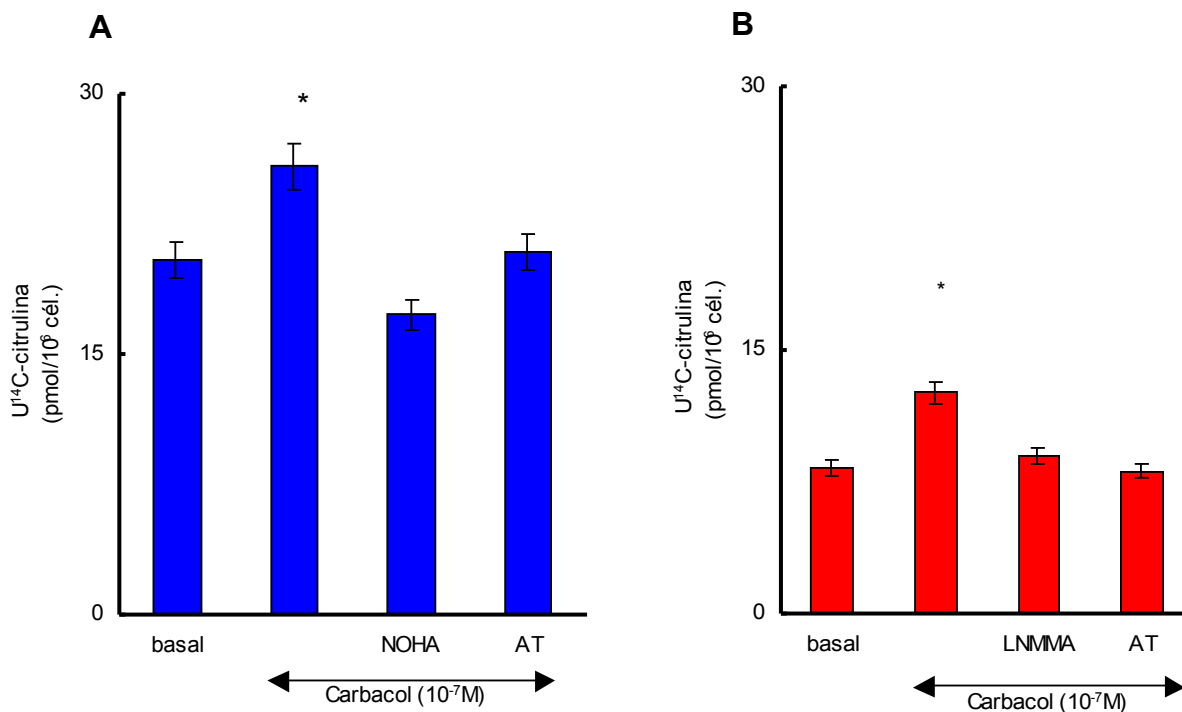 A
30
*
15
0
U¹⁴C-citrulina
(pmol/10⁶ cél.)
basal
NOHA
AT
Carbacol (10⁻⁷M)
B
30
*
15
0
U¹⁴C-citrulina
(pmol/10⁶ cél.)
basal
LNMMA
AT
Carbacol (10⁻⁷M)